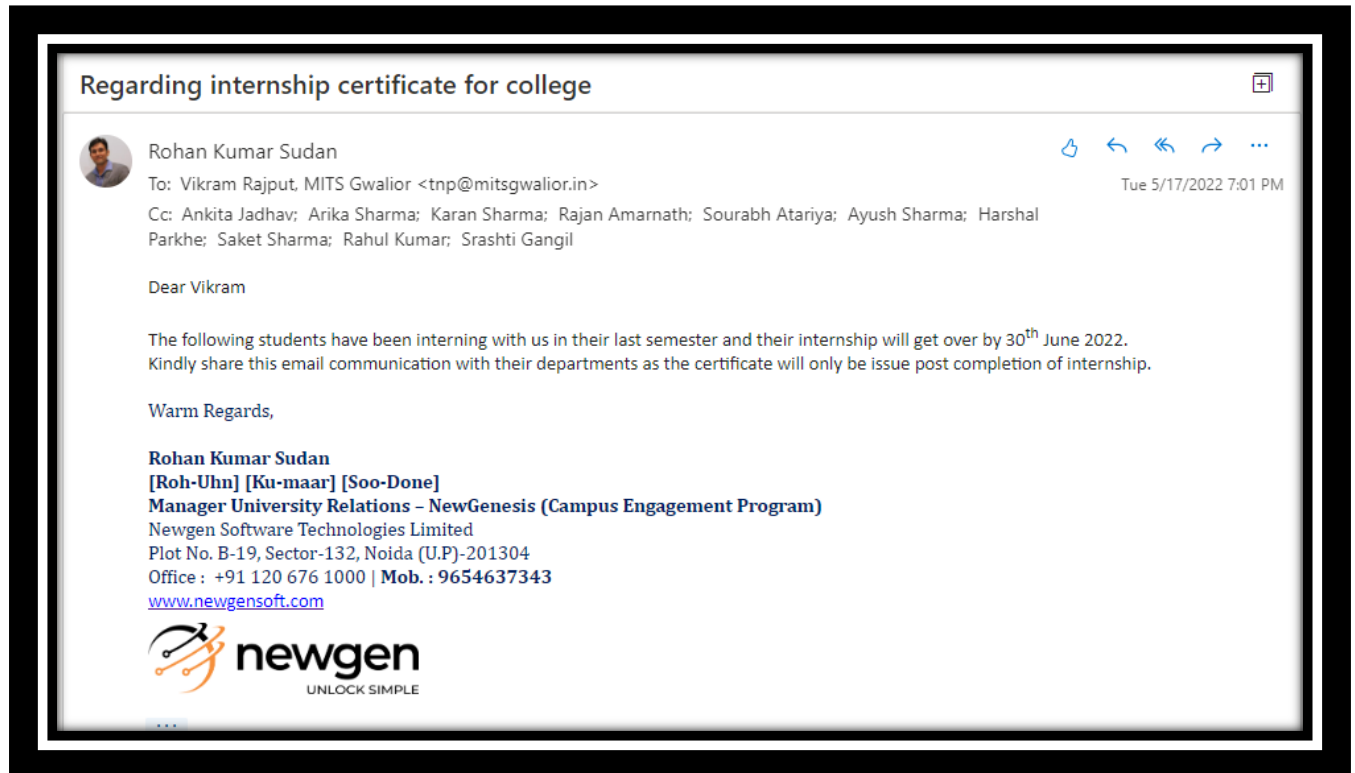 Regarding internship certificate for college
Rohan Kumar Sudan
To: Vikram Rajput, MITS Gwalior <tnp@mitsgwalior.in>
Tue 5/17/2022 7:01 PM
Cc: Ankita Jadhav; Arika Sharma; Karan Sharma; Rajan Amarnath; Sourabh Atariya; Ayush Sharma; Harshal
Parkhe; Saket Sharma; Rahul Kumar; Srashti Gangil
Dear Vikram
The following students have been interning with us in their last semester and their internship will get over by 30th June 2022.
Kindly share this email communication with their departments as the certificate will only be issue post completion of internship.
Warm Regards,
Rohan Kumar Sudan
[Roh-Uhn] [Ku-maar] [Soo-Done]
Manager University Relations – NewGenesis (Campus Engagement Program)
Newgen Software Technologies Limited
Plot No. B-19, Sector-132, Noida (U.P)-201304
Office : +91 120 676 1000 | Mob. : 9654637343
www.newgensoft.com
newgen
UNLOCK SIMPLE